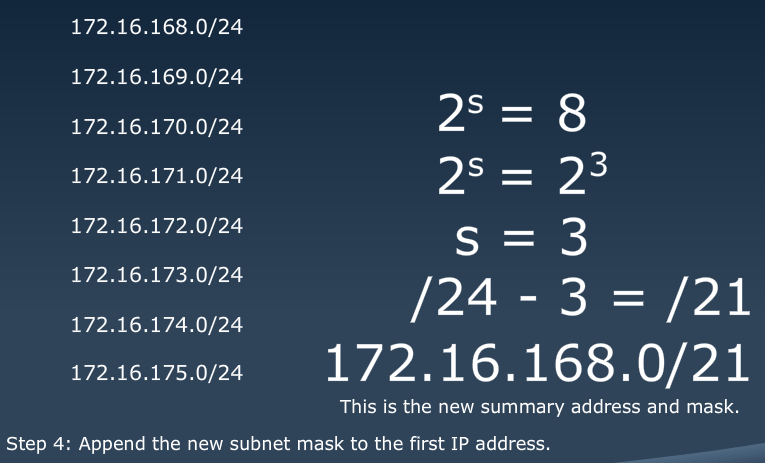 172.16.168.0/24
172.16.169.0/24
172.16.170.0/24
172.16.171.0/24
172.16.172.0/24
172.16.173.0/24
172.16.174.0/24
172.16.175.0/24
2ˢ = 8
2ˢ = 2³
s = 3
/24 - 3 = /21
172.16.168.0/21
This is the new summary address and mask.
Step 4: Append the new subnet mask to the first IP address.